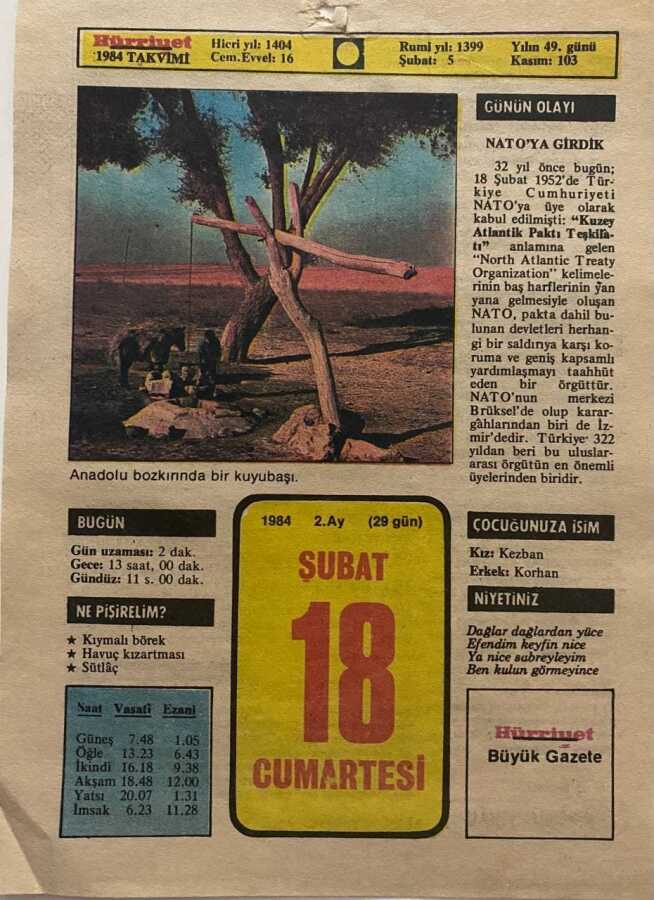 Hürriyet
1984 TAKVİMİ
Hicri yıl: 1404
Cem.Evvel: 16
Rumi yıl: 1399
Şubat: 5
Yılın 49. günü
Kasım: 103
GÜNÜN OLAYI
NATO'YA GİRDİK
32 yıl önce bugün;
18 Şubat 1952'de Tür-
kiye Cumhuriyeti
NATO'ya üye olarak
kabul edilmişti: “Kuzey
Atlantik Paktı Teşkilâ-
tı” anlamına gelen
“North Atlantic Treaty
Organization” kelimele-
rinin baş harflerinin yan
yana gelmesiyle oluşan
NATO, pakta dahil bu-
lunan devletleri herhan-
gi bir saldırıya karşı ko-
ruma ve geniş kapsamlı
yardımlaşmayı taahhüt
eden bir örgüttür.
NATO'nun merkezi
Brüksel'de olup karar-
gâhlarından biri de İz-
mir'dedir. Türkiye 322
yıldan beri bu uluslar-
arası örgütün en önemli
üyelerinden biridir.
Anadolu bozkırında bir kuyubaşı.
BUGÜN
Gün uzaması: 2 dak.
Gece: 13 saat, 00 dak.
Gündüz: 11 s. 00 dak.
NE PİŞİRELİM?
★ Kıymalı börek
★ Havuç kızartması
★ Sütlâç
Saat Vasatî Ezanî
Güneş 7.48 1.05
Öğle 13.23 6.43
İkindi 16.18 9.38
Akşam 18.48 12.00
Yatsı 20.07 1.31
İmsak 6.23 11.28
1984 2.Ay (29 gün)
ŞUBAT
18
CUMARTESİ
ÇOCUĞUNUZA İSİM
Kız: Kezban
Erkek: Korhan
NİYETİNİZ
Dağlar dağlardan yüce
Efendim keyfin nice
Ya nice sabreyleyim
Ben kulun görmeyince
Hürriyet
Büyük Gazete